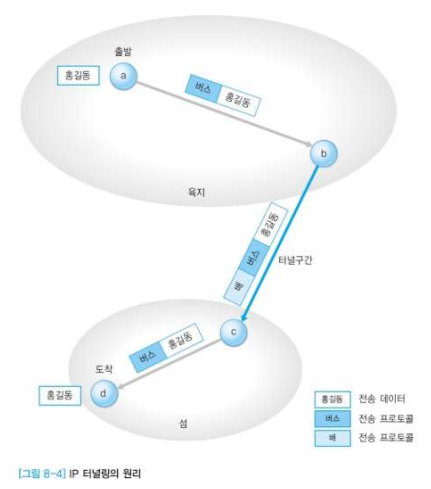 출발
홍길동
a
버스 홍길동
b
육지
홍길동
버스
배
터널구간
c
버스 홍길동
도착
홍길동
d
섬
홍길동 전송 데이터
버스 전송 프로토콜
배 전송 프로토콜
[그림 8-4] IP 터널링의 원리